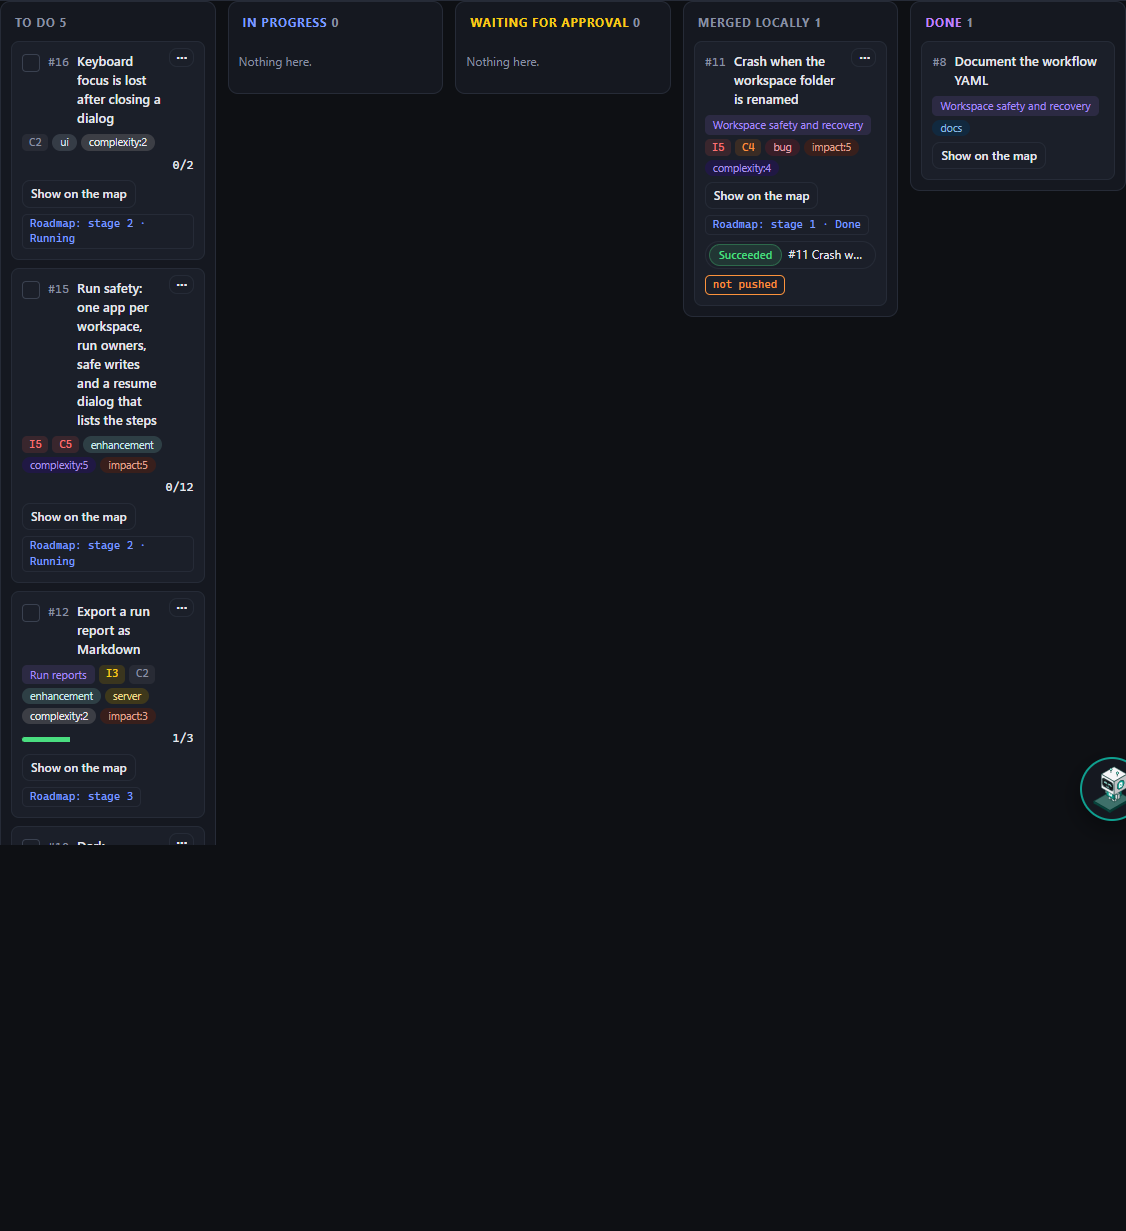 TO DO 5
#16 Keyboard
focus is lost
after closing a
dialog
C2 ui complexity:2
0/2
Show on the map
Roadmap: stage 2 ·
Running
#15 Run safety:
one app per
workspace,
run owners,
safe writes
and a resume
dialog that
lists the steps
I5 C5 enhancement
complexity:5 impact:5
0/12
Show on the map
Roadmap: stage 2 ·
Running
#12 Export a run
report as
Markdown
Run reports I3 C2
enhancement server
complexity:2 impact:3
1/3
Show on the map
Roadmap: stage 3
IN PROGRESS 0
Nothing here.
WAITING FOR APPROVAL 0
Nothing here.
MERGED LOCALLY 1
#11 Crash when the
workspace folder
is renamed
Workspace safety and recovery
I5 C4 bug impact:5
complexity:4
Show on the map
Roadmap: stage 1 · Done
Succeeded #11 Crash w...
not pushed
DONE 1
#8 Document the workflow
YAML
Workspace safety and recovery
docs
Show on the map